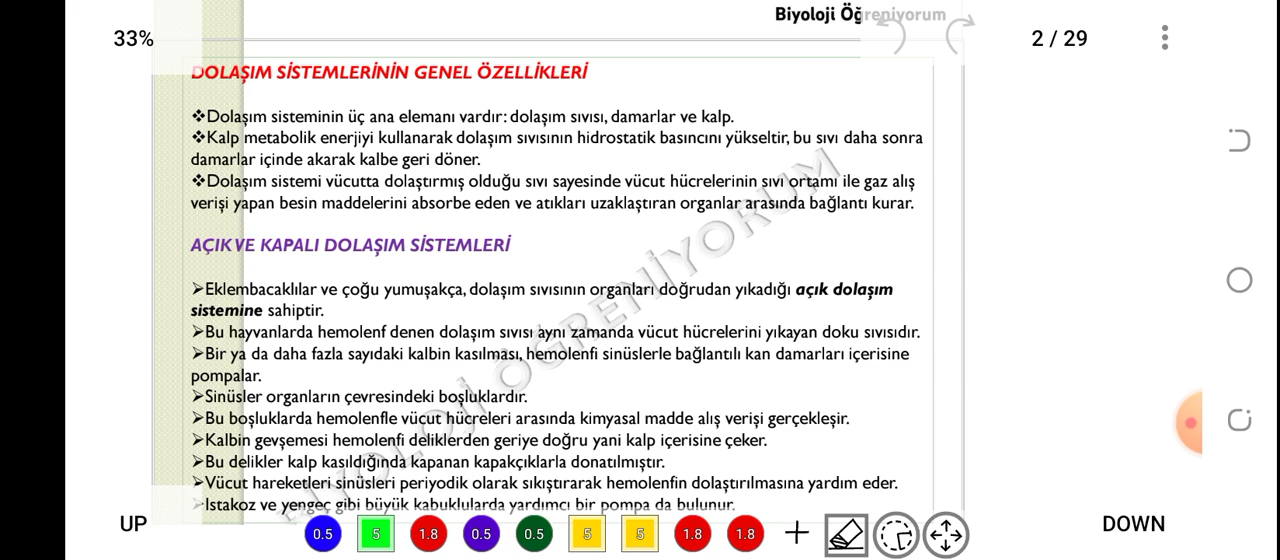 Biyoloji Öğreniyorum
33%
2 / 29
DOLAŞIM SİSTEMLERİNİN GENEL ÖZELLİKLERİ
❖Dolaşım sisteminin üç ana elemanı vardır: dolaşım sıvısı, damarlar ve kalp.
❖Kalp metabolik enerjiyi kullanarak dolaşım sıvısının hidrostatik basıncını yükseltir, bu sıvı daha sonra
damarlar içinde akarak kalbe geri döner.
❖Dolaşım sistemi vücutta dolaştırmış olduğu sıvı sayesinde vücut hücrelerinin sıvı ortamı ile gaz alış
verişi yapan besin maddelerini absorbe eden ve atıkları uzaklaştıran organlar arasında bağlantı kurar.
AÇIK VE KAPALI DOLAŞIM SİSTEMLERİ
➤Eklembacaklılar ve çoğu yumuşakça, dolaşım sıvısının organları doğrudan yıkadığı açık dolaşım
sistemine sahiptir.
➤Bu hayvanlarda hemolenf denen dolaşım sıvısı aynı zamanda vücut hücrelerini yıkayan doku sıvısıdır.
➤Bir ya da daha fazla sayıdaki kalbin kasılması, hemolenfi sinüslerle bağlantılı kan damarları içerisine
pompalar.
➤Sinüsler organların çevresindeki boşluklardır.
➤Bu boşluklarda hemolenfle vücut hücreleri arasında kimyasal madde alış verişi gerçekleşir.
➤Kalbin gevşemesi hemolenfi deliklerden geriye doğru yani kalp içerisine çeker.
➤Bu delikler kalp kasıldığında kapanan kapakçıklarla donatılmıştır.
➤Vücut hareketleri sinüsleri periyodik olarak sıkıştırarak hemolenfin dolaştırılmasına yardım eder.
➤Istakoz ve yengeç gibi büyük kabuklularda yardımcı bir pompa da bulunur.
BİYOLOJİ ÖĞRENİYORUM
UP
0.5 5 1.8 0.5 0.5 5 5 1.8 1.8
DOWN